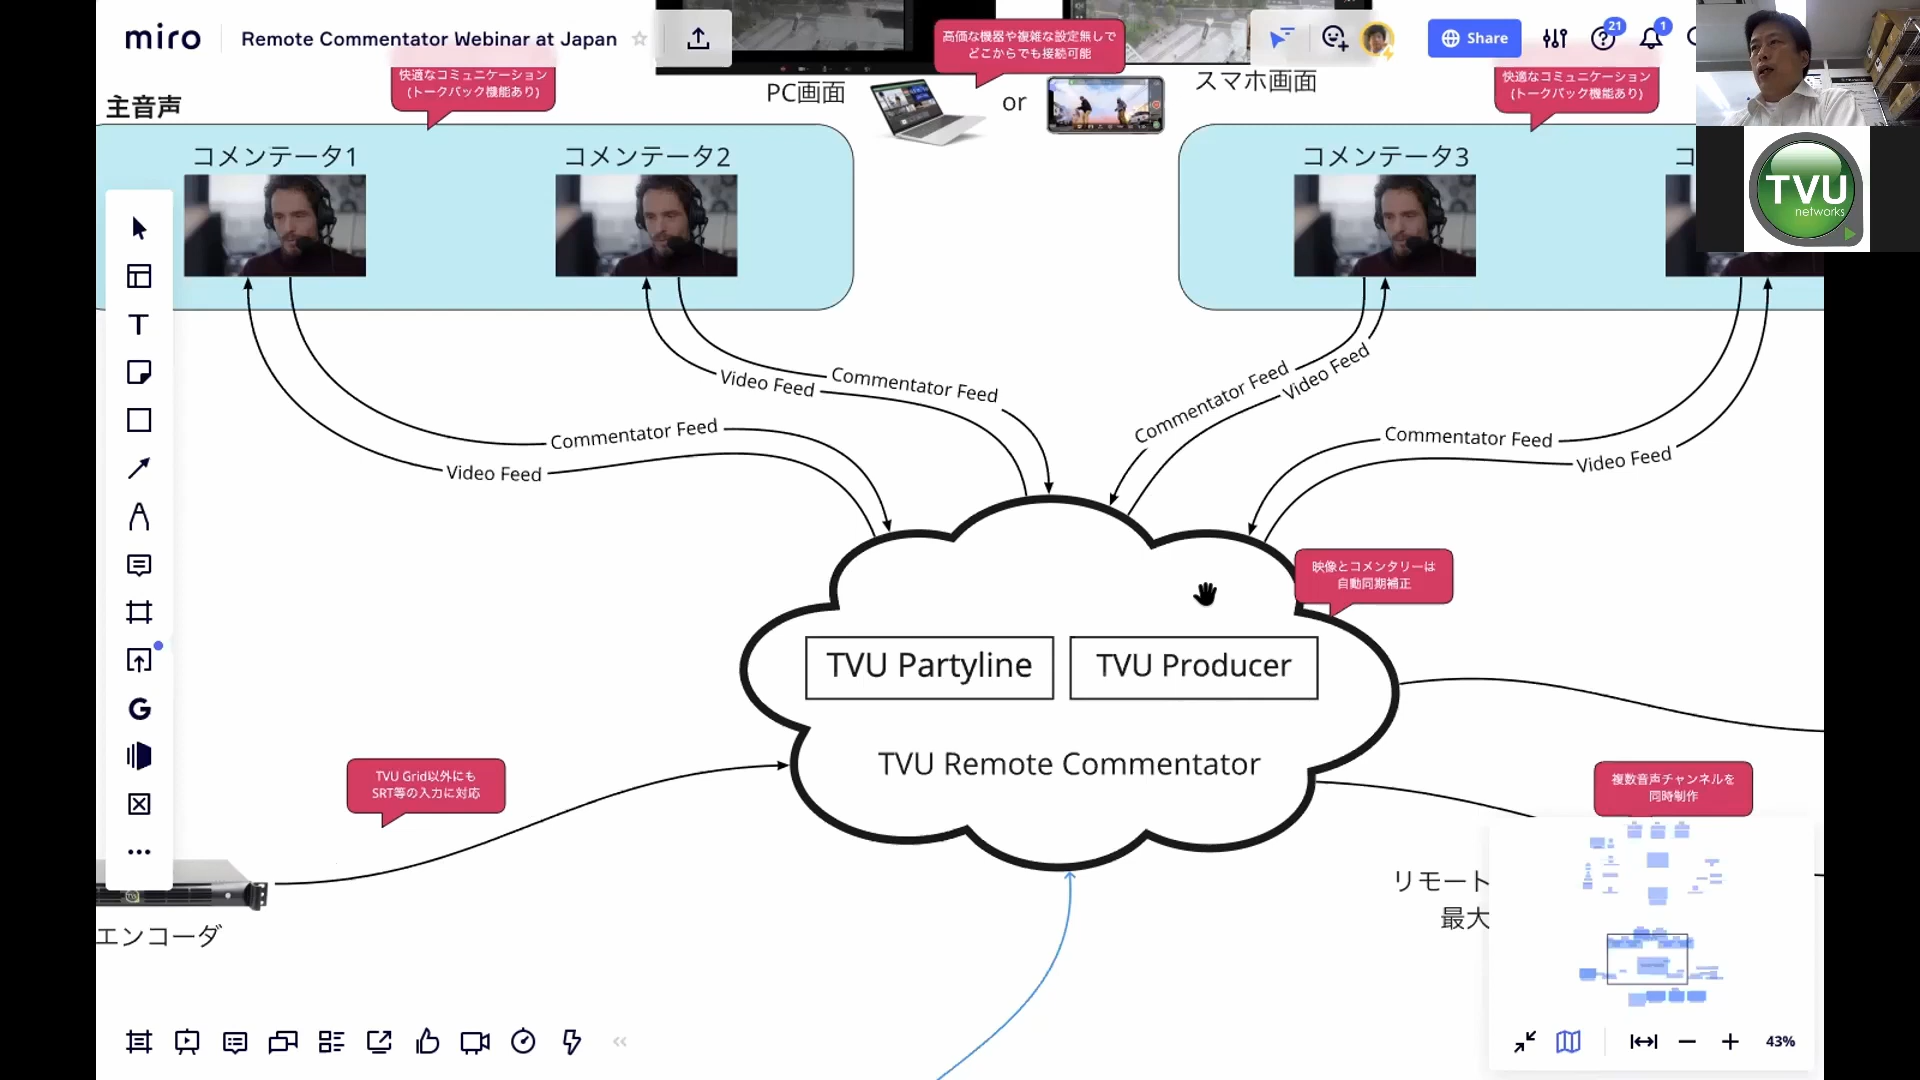 miro
Remote Commentator Webinar at Japan
Share
21
1
高価な機器や複雑な設定無しで
どこからでも接続可能
快適なコミュニケーション
(トークバック機能あり)
快適なコミュニケーション
(トークバック機能あり)
主音声
PC画面
or
スマホ画面
TVU
networks
コメンテータ1
コメンテータ2
コメンテータ3
コ
Video Feed
Commentator Feed
Commentator Feed
Video Feed
Commentator Feed
Video Feed
Commentator Feed
Video Feed
映像とコメンタリーは
自動同期補正
TVU Partyline
TVU Producer
TVU Remote Commentator
TVU Grid以外にも
SRT等の入力に対応
複数音声チャンネルを
同時制作
エンコーダ
リモート
最大
43%